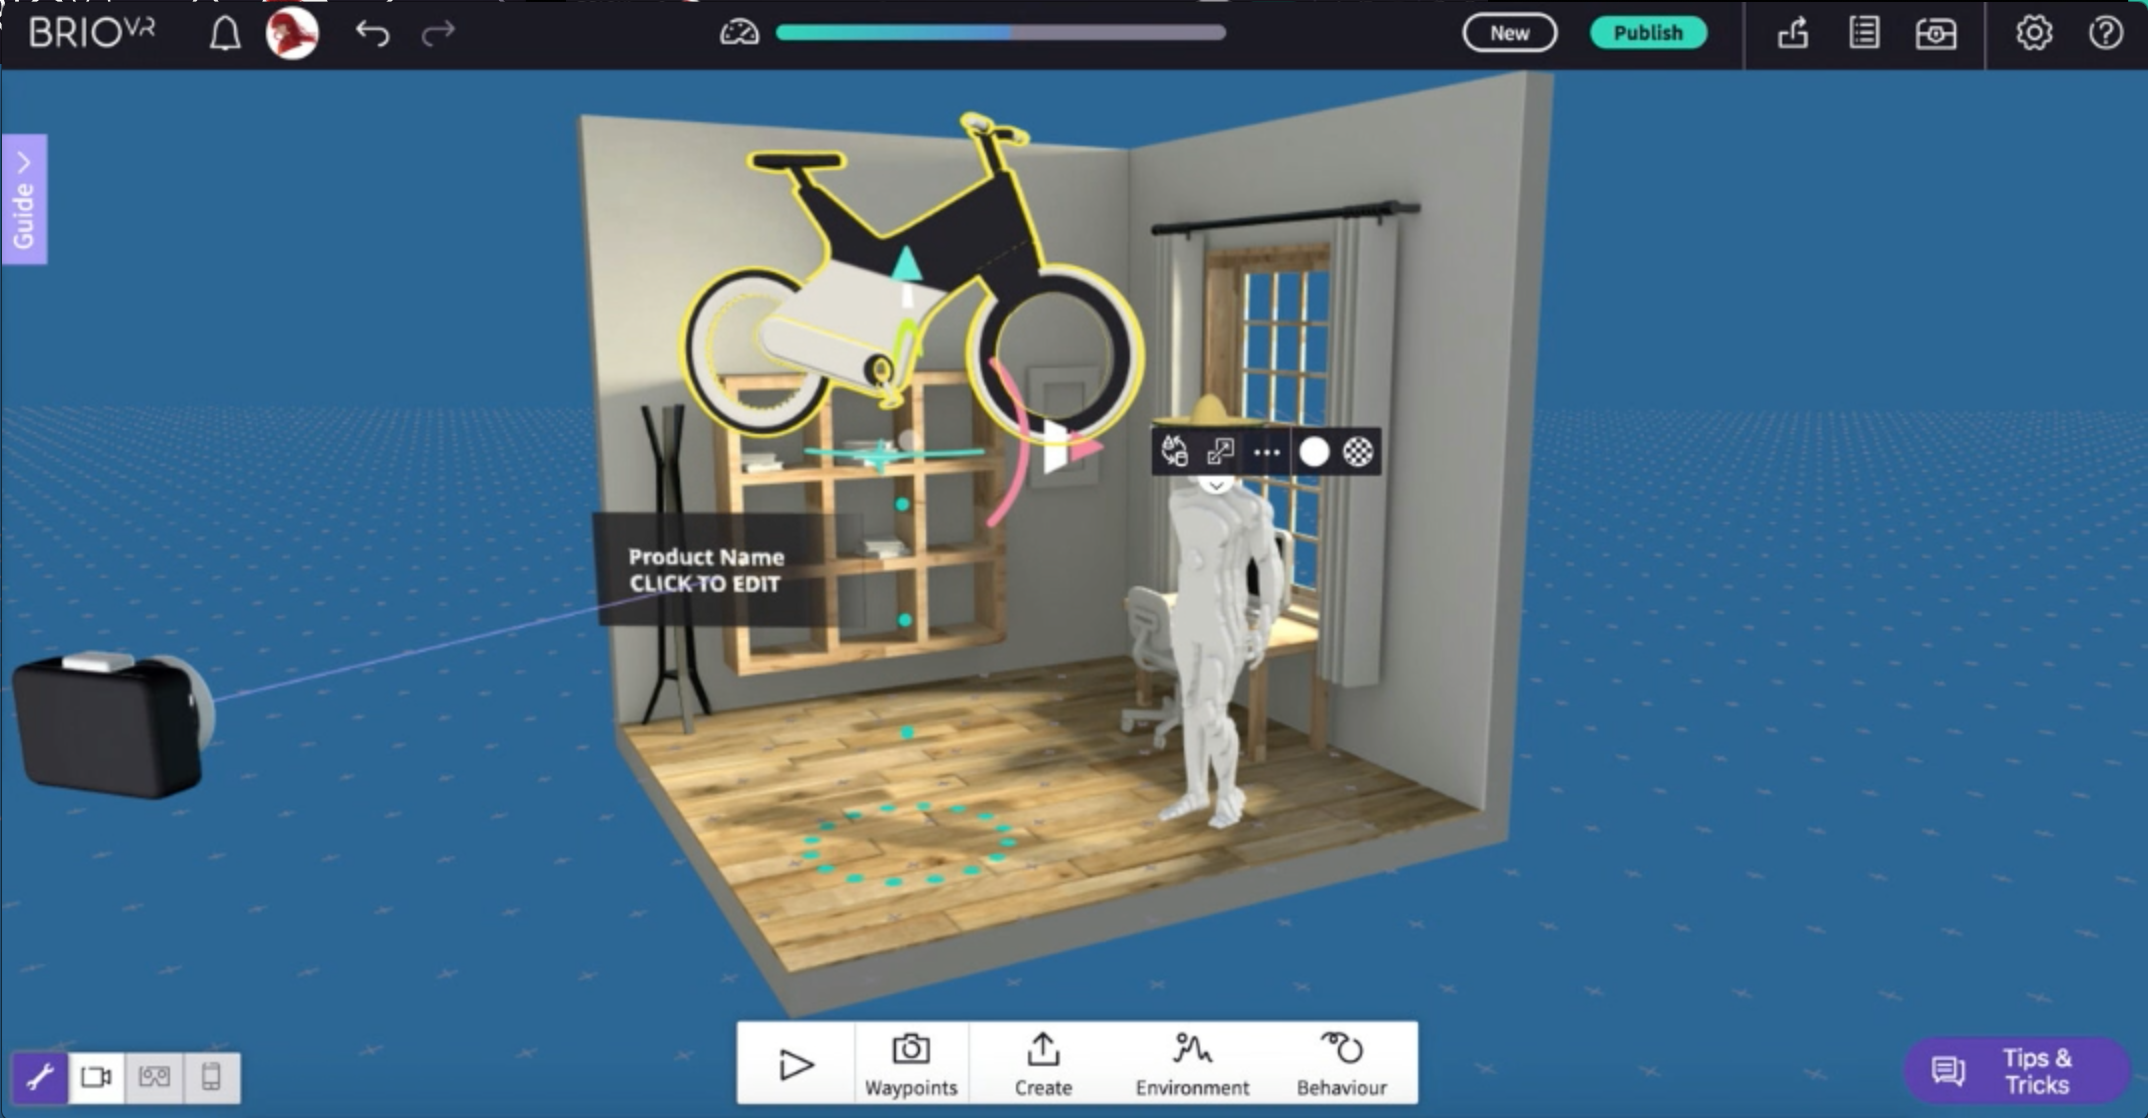 BRIOVR
New
Publish
Guide
Product Name
CLICK TO EDIT
Waypoints
Create
Environment
Behaviour
Tips &
Tricks